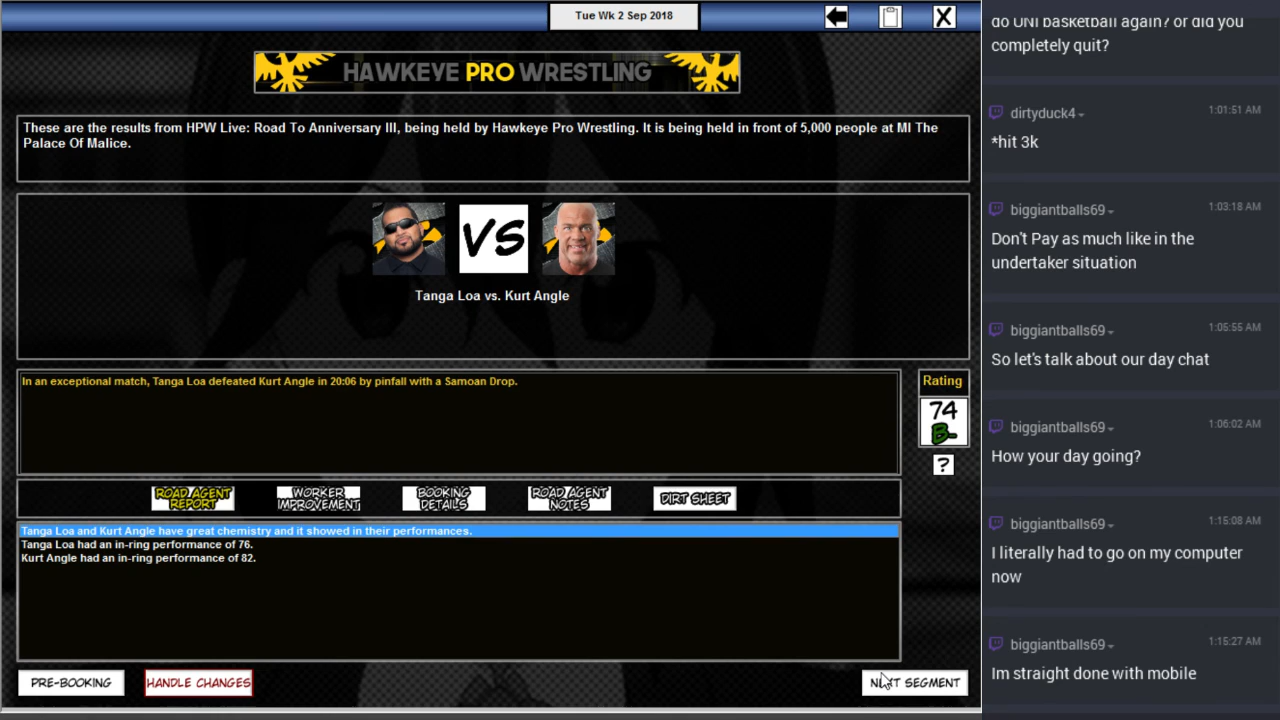 Tue Wk 2 Sep 2018
HAWKEYE PRO WRESTLING
These are the results from HPW Live: Road To Anniversary III, being held by Hawkeye Pro Wrestling. It is being held in front of 5,000 people at MI The
Palace Of Malice.
VS
Tanga Loa vs. Kurt Angle
In an exceptional match, Tanga Loa defeated Kurt Angle in 20:06 by pinfall with a Samoan Drop.
Rating
74
B-
?
ROAD AGENT
REPORT
WORKER
IMPROVEMENT
BOOKING
DETAILS
ROAD AGENT
NOTES
DIRT SHEET
Tanga Loa and Kurt Angle have great chemistry and it showed in their performances.
Tanga Loa had an in-ring performance of 76.
Kurt Angle had an in-ring performance of 82.
PRE-BOOKING
HANDLE CHANGES
NEXT SEGMENT
do UNI basketball again? or did you
completely quit?
dirtyduck4 1:01:51 AM
*hit 3k
biggiantballs69 1:03:18 AM
Don't Pay as much like in the
undertaker situation
biggiantballs69 1:05:55 AM
So let's talk about our day chat
biggiantballs69 1:06:02 AM
How your day going?
biggiantballs69 1:15:08 AM
I literally had to go on my computer
now
biggiantballs69 1:15:27 AM
Im straight done with mobile